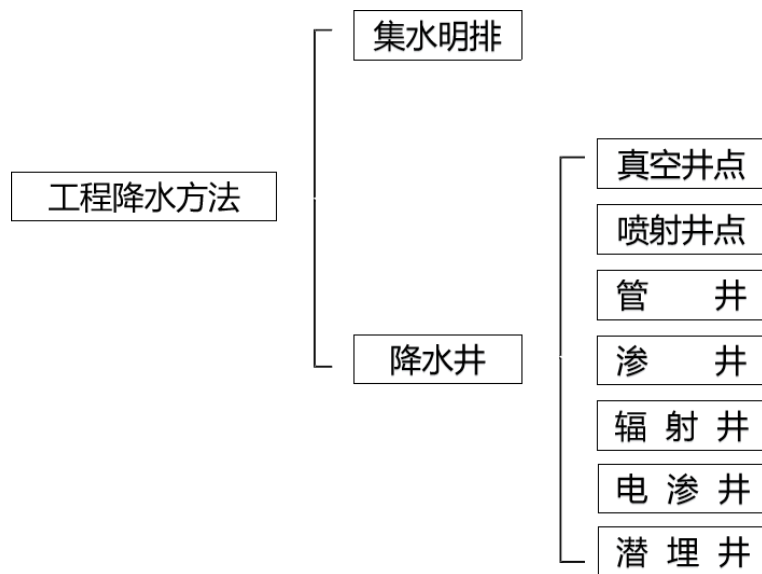 集水明排
工程降水方法
真空井点
喷射井点
管 井
降水井
渗 井
辐 射 井
电 渗 井
潜 埋 井